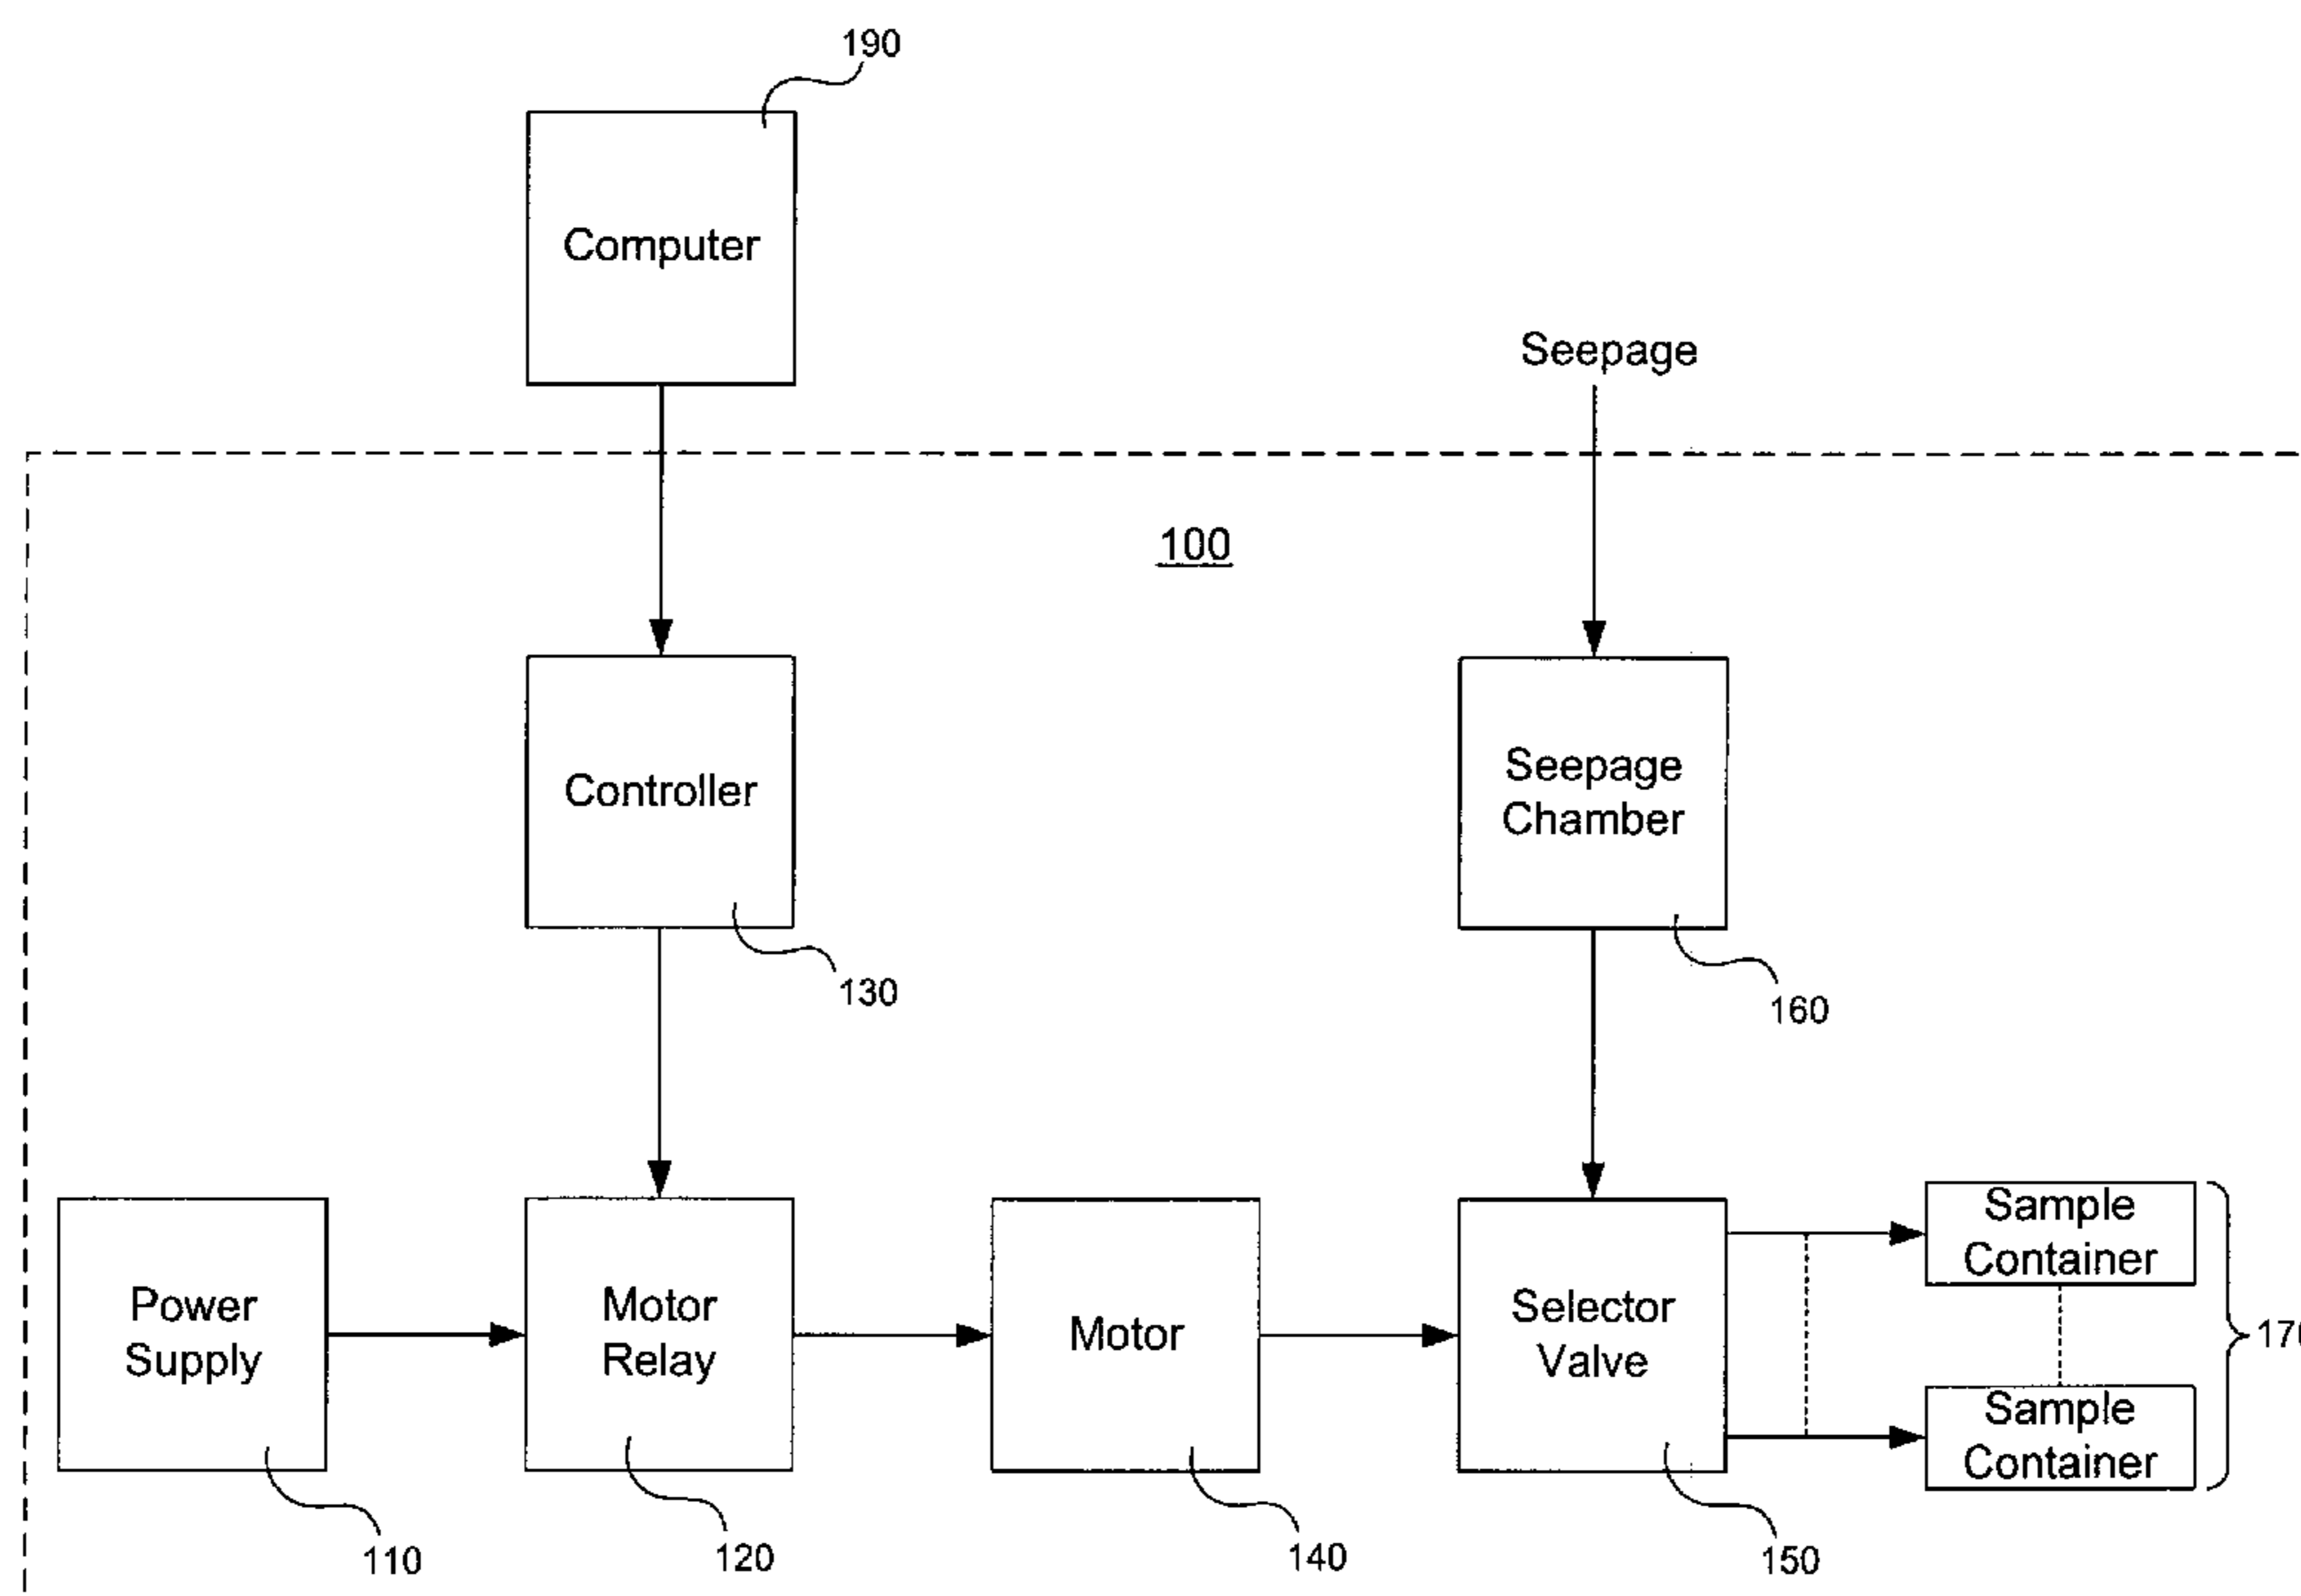 190
Computer
Seepage
100
Controller
Seepage
Chamber
130
160
Power
Supply
Motor
Relay
Motor
Selector
Valve
Sample
Container
Sample
Container
170
110
120
140
150